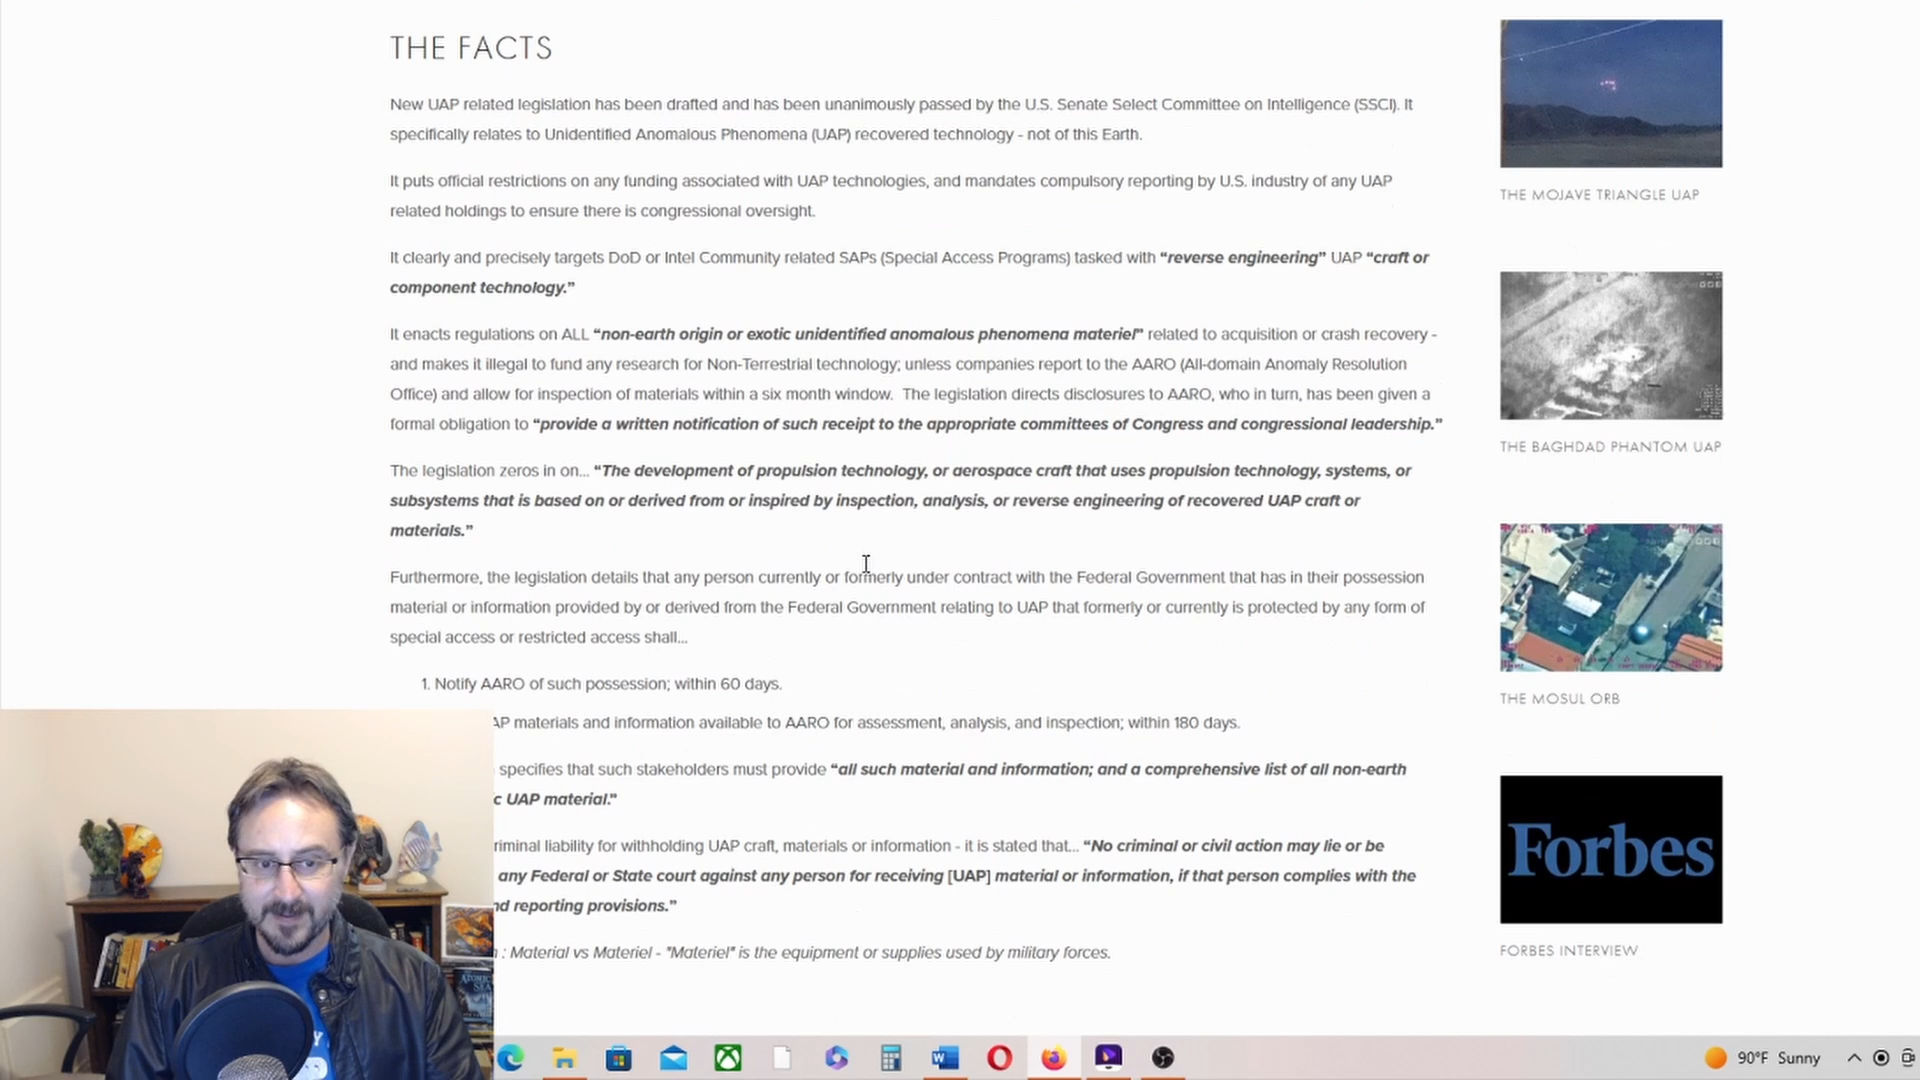 THE FACTS
New UAP related legislation has been drafted and has been unanimously passed by the U.S. Senate Select Committee on Intelligence (SSCI). It
specifically relates to Unidentified Anomalous Phenomena (UAP) recovered technology - not of this Earth.
It puts official restrictions on any funding associated with UAP technologies, and mandates compulsory reporting by U.S. industry of any UAP
related holdings to ensure there is congressional oversight.
It clearly and precisely targets DoD or Intel Community related SAPs (Special Access Programs) tasked with “reverse engineering” UAP “craft or
component technology.”
It enacts regulations on ALL “non-earth origin or exotic unidentified anomalous phenomena materiel” related to acquisition or crash recovery -
and makes it illegal to fund any research for Non-Terrestrial technology; unless companies report to the AARO (All-domain Anomaly Resolution
Office) and allow for inspection of materials within a six month window. The legislation directs disclosures to AARO, who in turn, has been given a
formal obligation to “provide a written notification of such receipt to the appropriate committees of Congress and congressional leadership.”
The legislation zeros in on... “The development of propulsion technology, or aerospace craft that uses propulsion technology, systems, or
subsystems that is based on or derived from or inspired by inspection, analysis, or reverse engineering of recovered UAP craft or
materials.”
Furthermore, the legislation details that any person currently or formerly under contract with the Federal Government that has in their possession
material or information provided by or derived from the Federal Government relating to UAP that formerly or currently is protected by any form of
special access or restricted access shall...
1. Notify AARO of such possession; within 60 days.
AP materials and information available to AARO for assessment, analysis, and inspection; within 180 days.
specifies that such stakeholders must provide “all such material and information; and a comprehensive list of all non-earth
c UAP material.”
riminal liability for withholding UAP craft, materials or information - it is stated that... “No criminal or civil action may lie or be
any Federal or State court against any person for receiving [UAP] material or information, if that person complies with the
nd reporting provisions.”
: Material vs Materiel - "Materiel" is the equipment or supplies used by military forces.
THE MOJAVE TRIANGLE UAP
THE BAGHDAD PHANTOM UAP
THE MOSUL ORB
Forbes
FORBES INTERVIEW
90°F Sunny